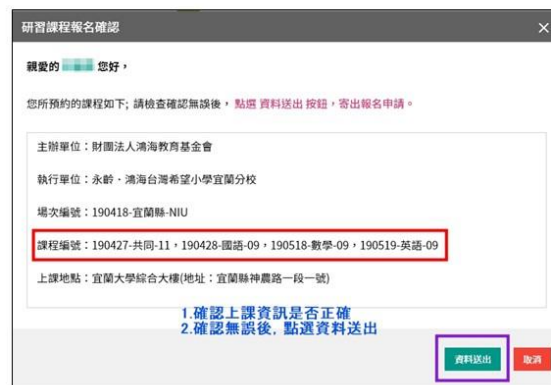 研習課程報名確認
×
親愛的 您好,
您所預約的課程如下; 請檢查確認無誤後, 點選 資料送出 按鈕, 寄出報名申請。
主辦單位：財團法人鴻海教育基金會
執行單位：永齡．鴻海台灣希望小學宜蘭分校
場次編號：190418-宜蘭縣-NIU
課程編號：190427-共同-11，190428-國語-09，190518-數學-09，190519-英語-09
上課地點：宜蘭大學綜合大樓(地址：宜蘭縣神農路一段一號)
1.確認上課資訊是否正確
2.確認無誤後, 點選資料送出
資料送出
取消